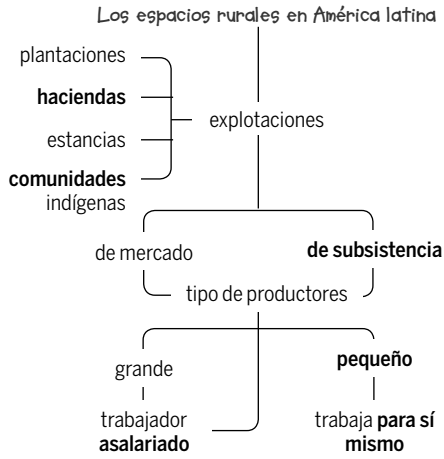 Los espacios rurales en América latina
plantaciones
haciendas
explotaciones
estancias
comunidades
indígenas
de mercado
de subsistencia
tipo de productores
grande
pequeño
trabajador
asalariado
trabaja para sí
mismo